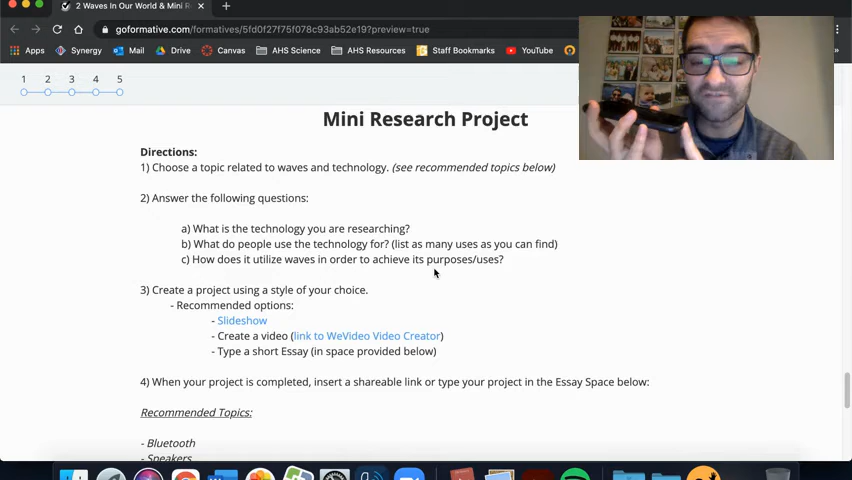 2 Waves In Our World & Mini R
goformative.com/formatives/5fd0f27f75f078c93ab52e19?preview=true
Apps Synergy Mail Drive Canvas AHS Science AHS Resources Staff Bookmarks YouTube
1 2 3 4 5
Mini Research Project
Directions:
1) Choose a topic related to waves and technology. (see recommended topics below)
2) Answer the following questions:
a) What is the technology you are researching?
b) What do people use the technology for? (list as many uses as you can find)
c) How does it utilize waves in order to achieve its purposes/uses?
3) Create a project using a style of your choice.
- Recommended options:
- Slideshow
- Create a video (link to WeVideo Video Creator)
- Type a short Essay (in space provided below)
4) When your project is completed, insert a shareable link or type your project in the Essay Space below:
Recommended Topics:
- Bluetooth
- Speakers